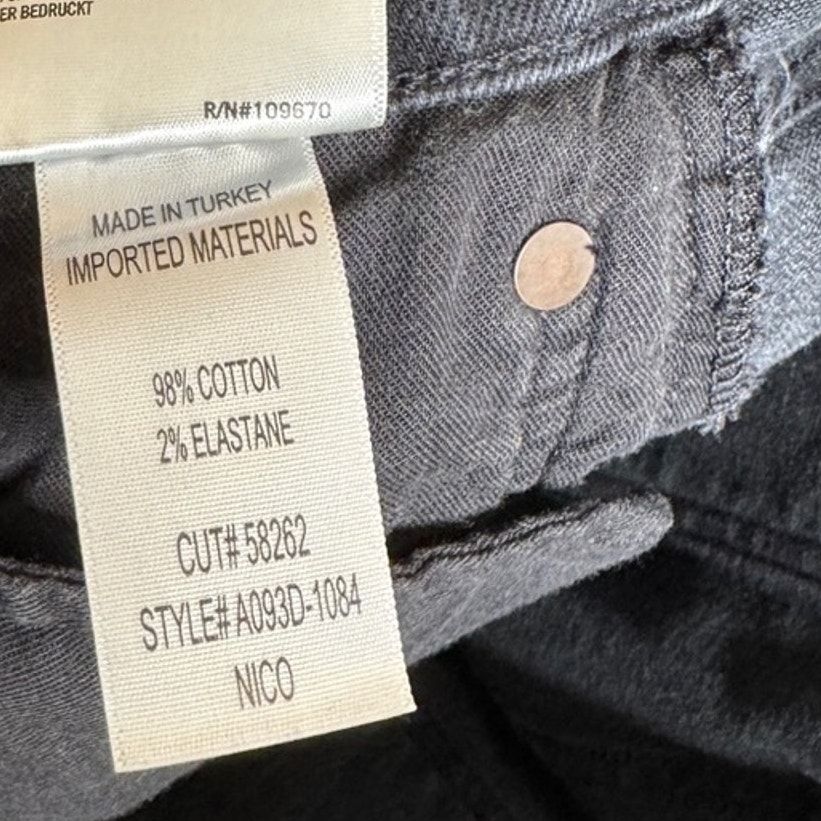 ER BEDRUCKT
R/N#109670
MADE IN TURKEY
IMPORTED MATERIALS
98% COTTON
2% ELASTANE
CUT# 58262
STYLE# A093D-1084
NICO